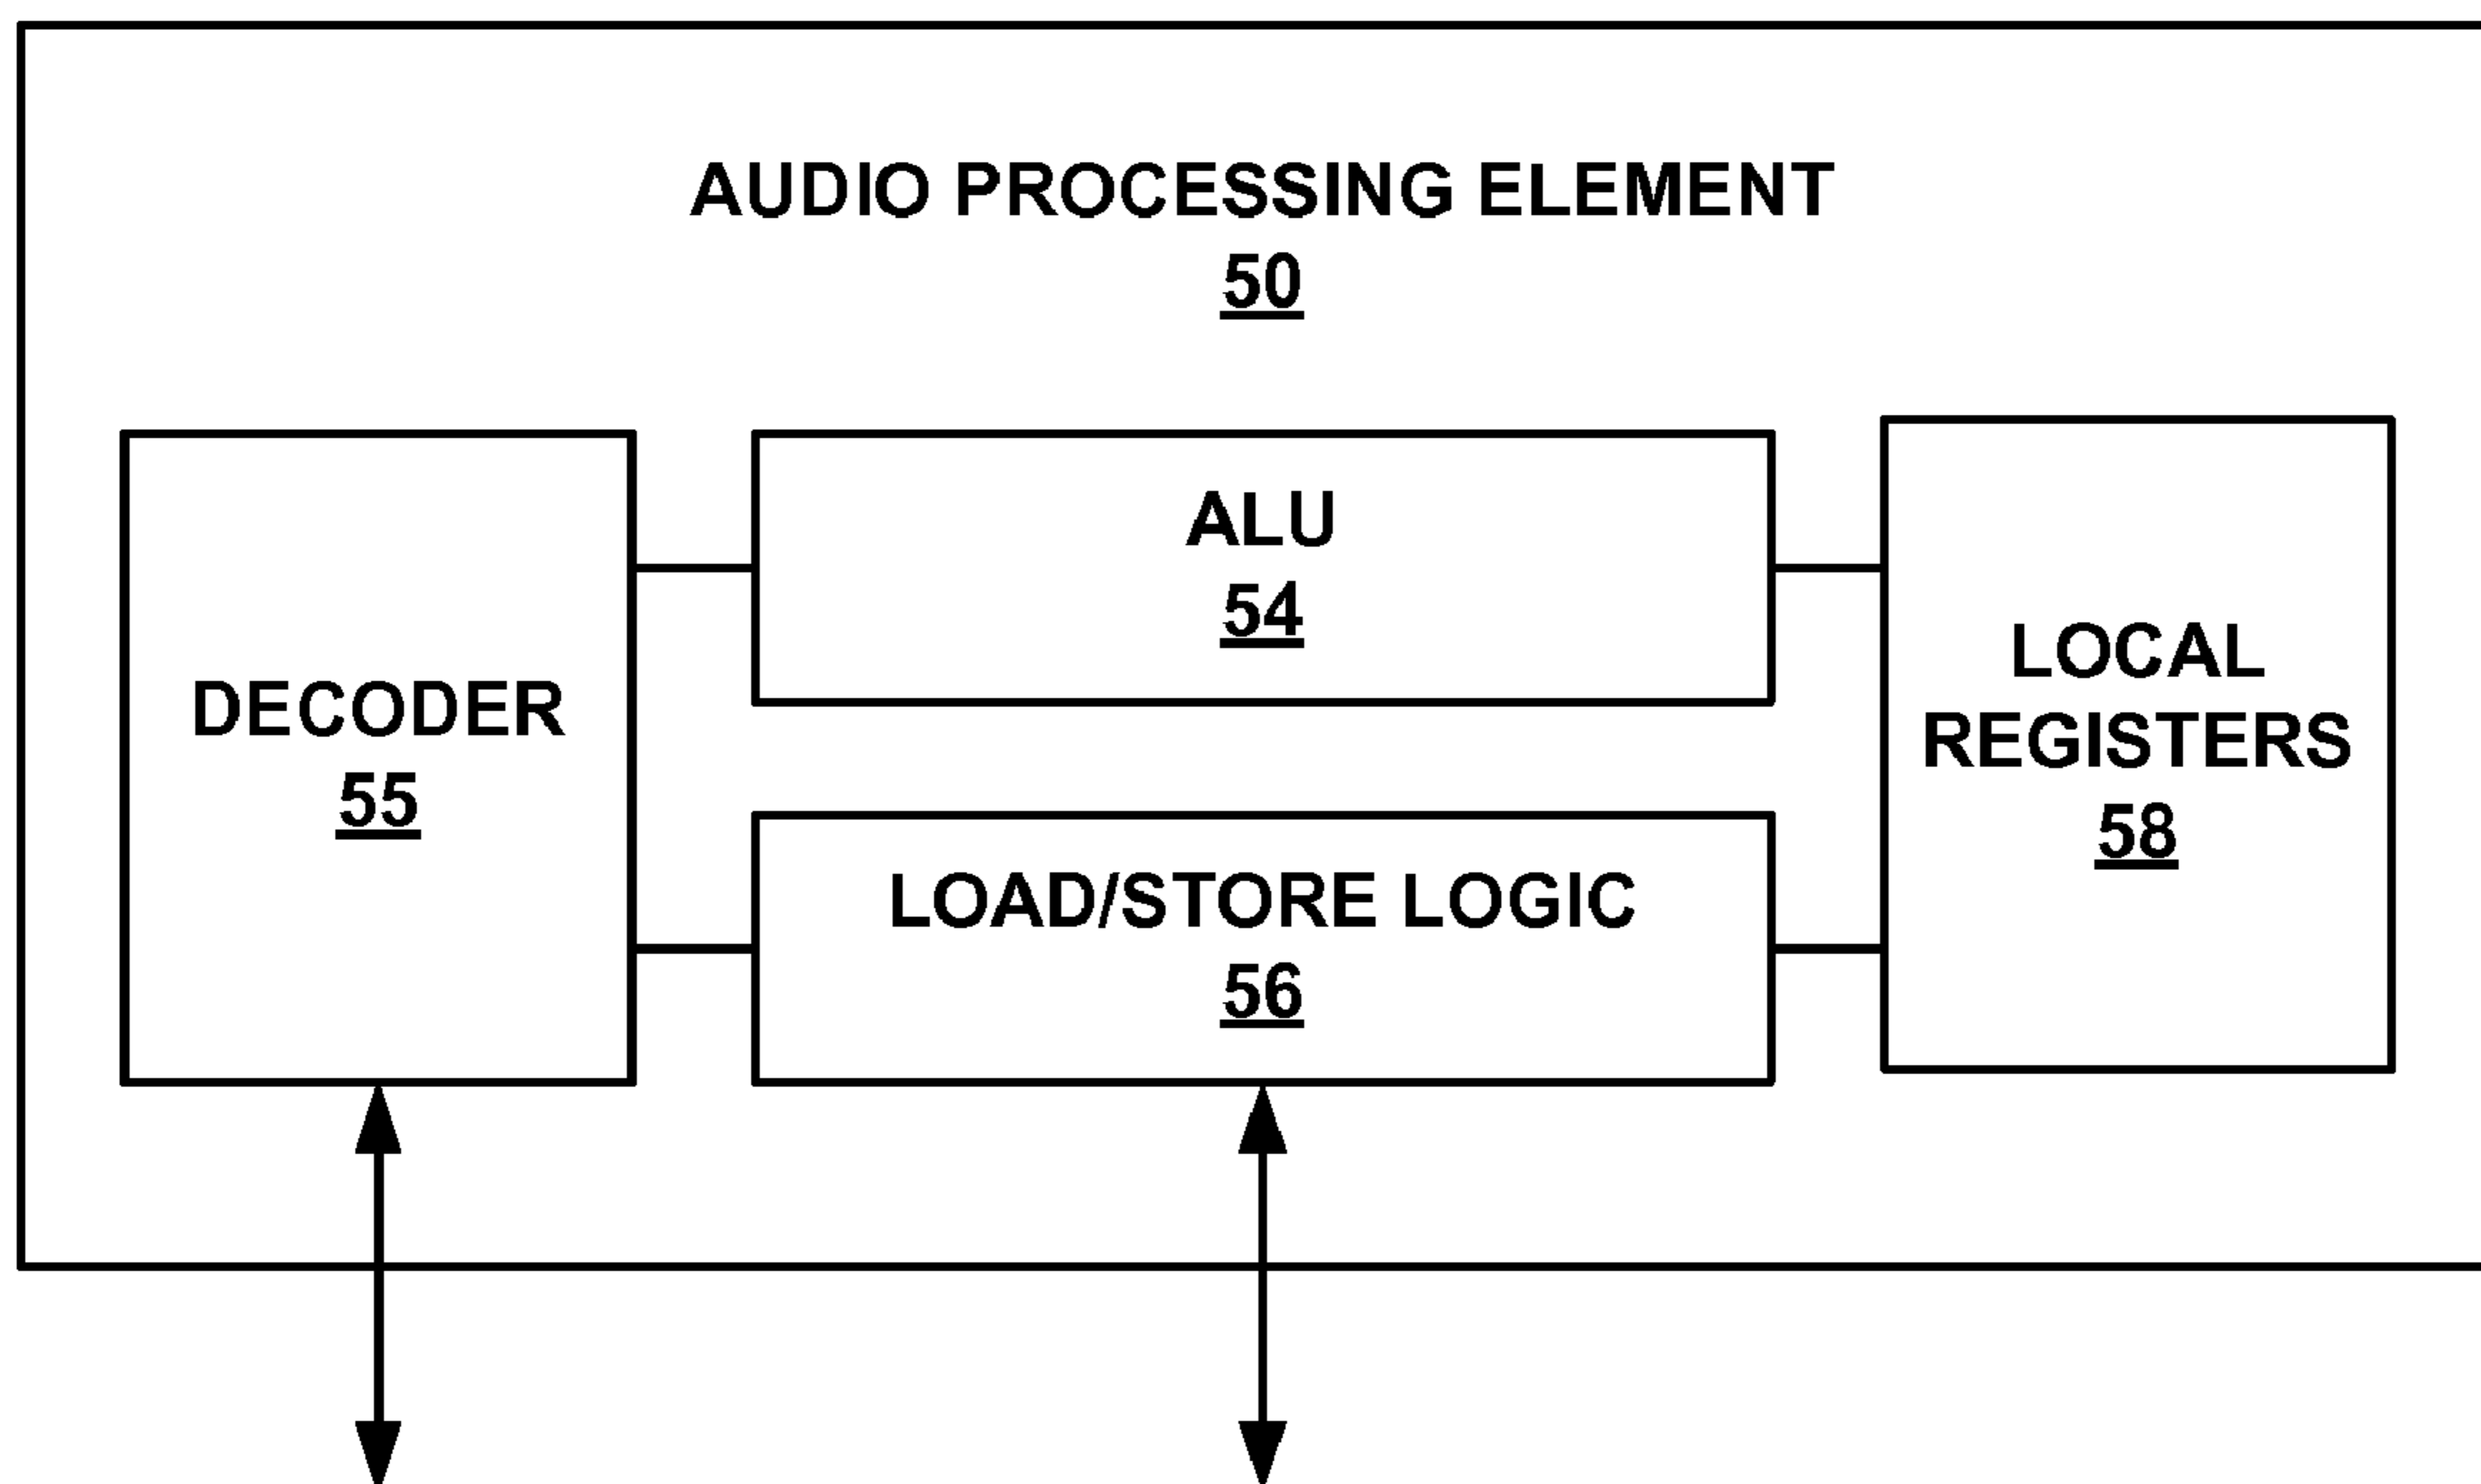 AUDIO PROCESSING ELEMENT
50
DECODER
55
ALU
54
LOAD/STORE LOGIC
56
LOCAL
REGISTERS
58